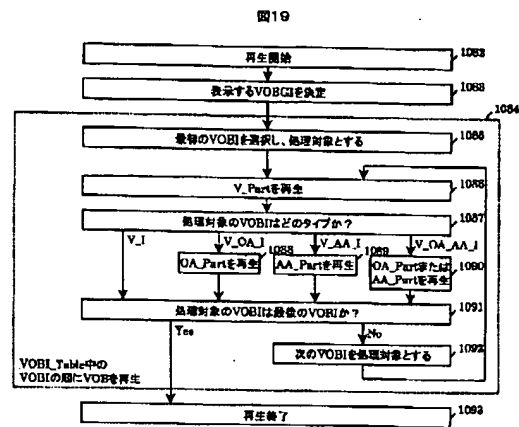 図19
再生開始
1082
表示するVOBGIを決定
1083
1084
最初のVOBIを選択し、処理対象とする
1085
V_Partを再生
1086
処理対象のVOBIはどのタイプか？
1087
V_I
V_OA_I
V_AA_I
V_OA_AA_I
OA_Partを再生
1088
AA_Partを再生
1089
OA_Partまたは
AA_Partを再生
1090
処理対象のVOBIは最後のVOBIか？
1091
Yes
No
次のVOBIを処理対象とする
1092
VOBI_Table中の
VOBIの順にVOBを再生
再生終了
1093